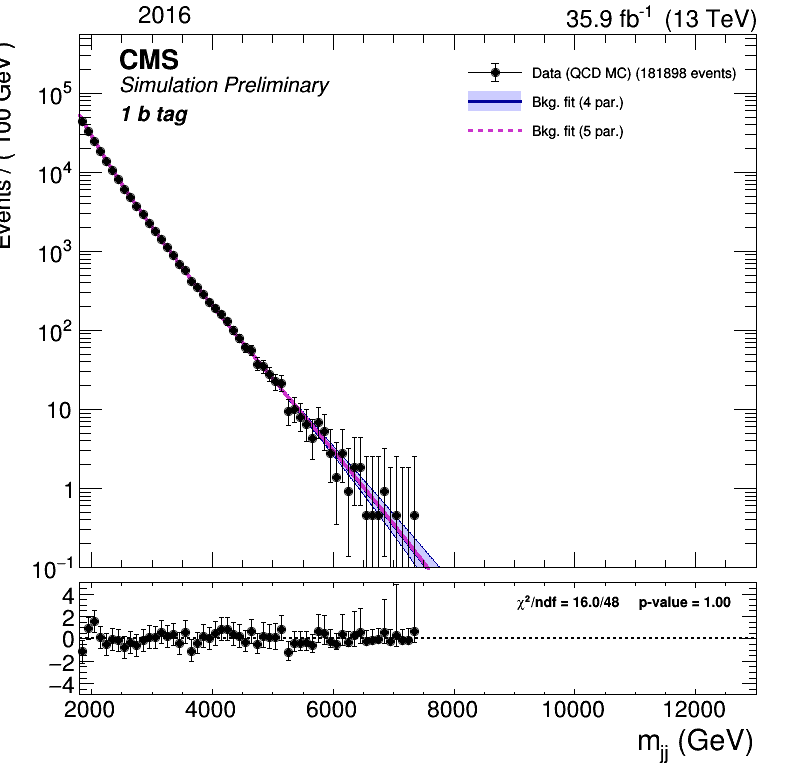 2016
35.9 fb⁻¹ (13 TeV)
CMS
Simulation Preliminary
1 b tag
Data (QCD MC) (181898 events)
Bkg. fit (4 par.)
Bkg. fit (5 par.)
Events / ( 100 GeV )
10⁵
10⁴
10³
10²
10
1
10⁻¹
χ²/ndf = 16.0/48 p-value = 1.00
4
2
0
−2
−4
2000 4000 6000 8000 10000 12000
m_jj (GeV)